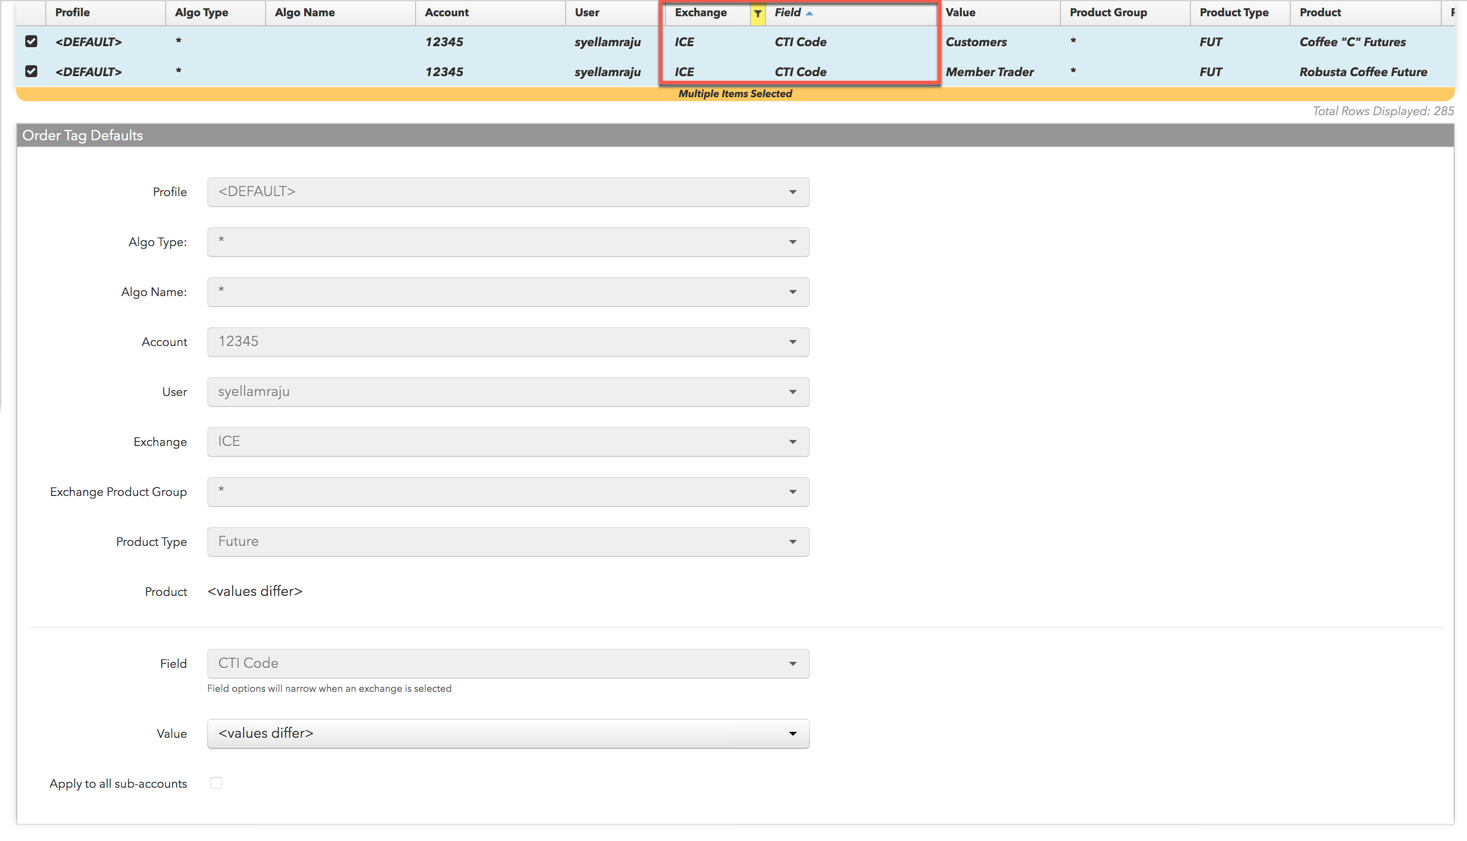 Profile Algo Type Algo Name Account User Exchange Field Value Product Group Product Type Product
<DEFAULT> * 12345 syellamraju ICE CTI Code Customers * FUT Coffee "C" Futures
<DEFAULT> * 12345 syellamraju ICE CTI Code Member Trader * FUT Robusta Coffee Future
Multiple Items Selected
Total Rows Displayed: 285
Order Tag Defaults
Profile <DEFAULT>
Algo Type: *
Algo Name: *
Account 12345
User syellamraju
Exchange ICE
Exchange Product Group *
Product Type Future
Product <values differ>
Field CTI Code
Field options will narrow when an exchange is selected
Value <values differ>
Apply to all sub-accounts